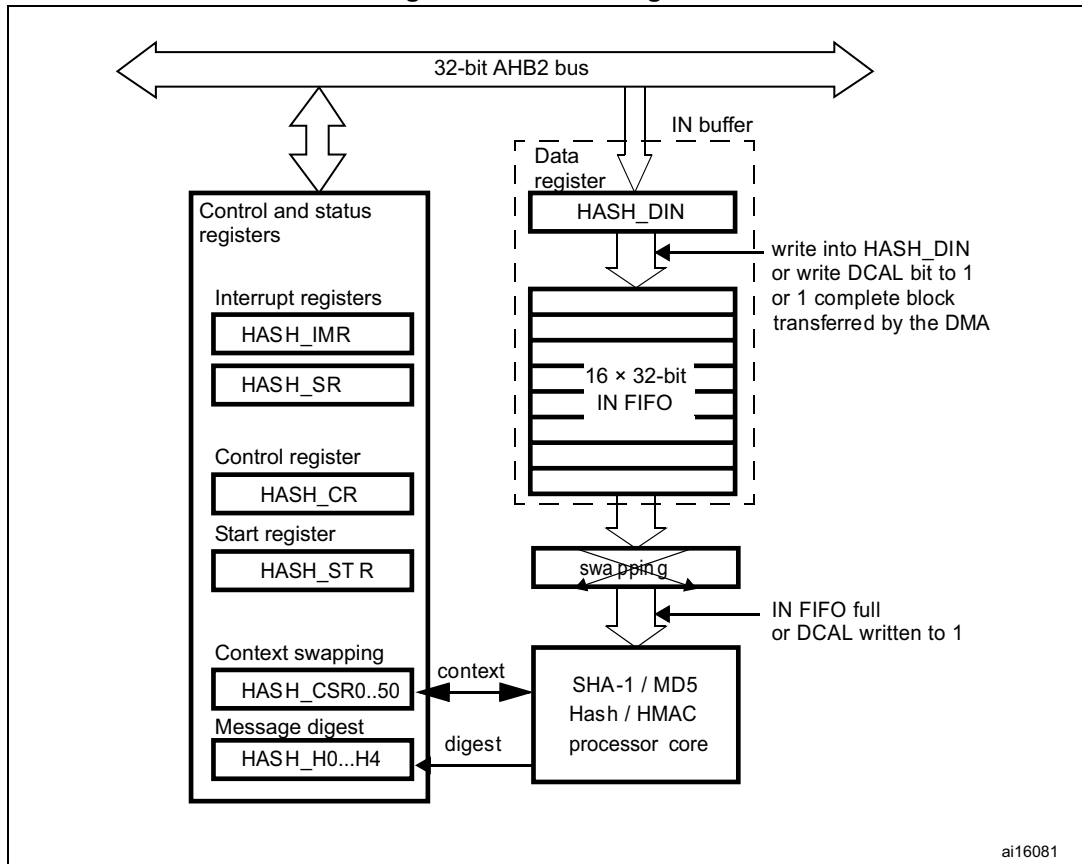 32-bit AHB2 bus
IN buffer
Data
register
HASH_DIN
write into HASH_DIN
or write DCAL bit to 1
or 1 complete block
transferred by the DMA
16 × 32-bit
IN FIFO
swapping
IN FIFO full
or DCAL written to 1
SHA-1 / MD5
Hash / HMAC
processor core
Control and status
registers
Interrupt registers
HASH_IMR
HASH_SR
Control register
HASH_CR
Start register
HASH_STR
Context swapping
HASH_CSR0..50
context
Message digest
HASH_H0...H4
digest
ai16081